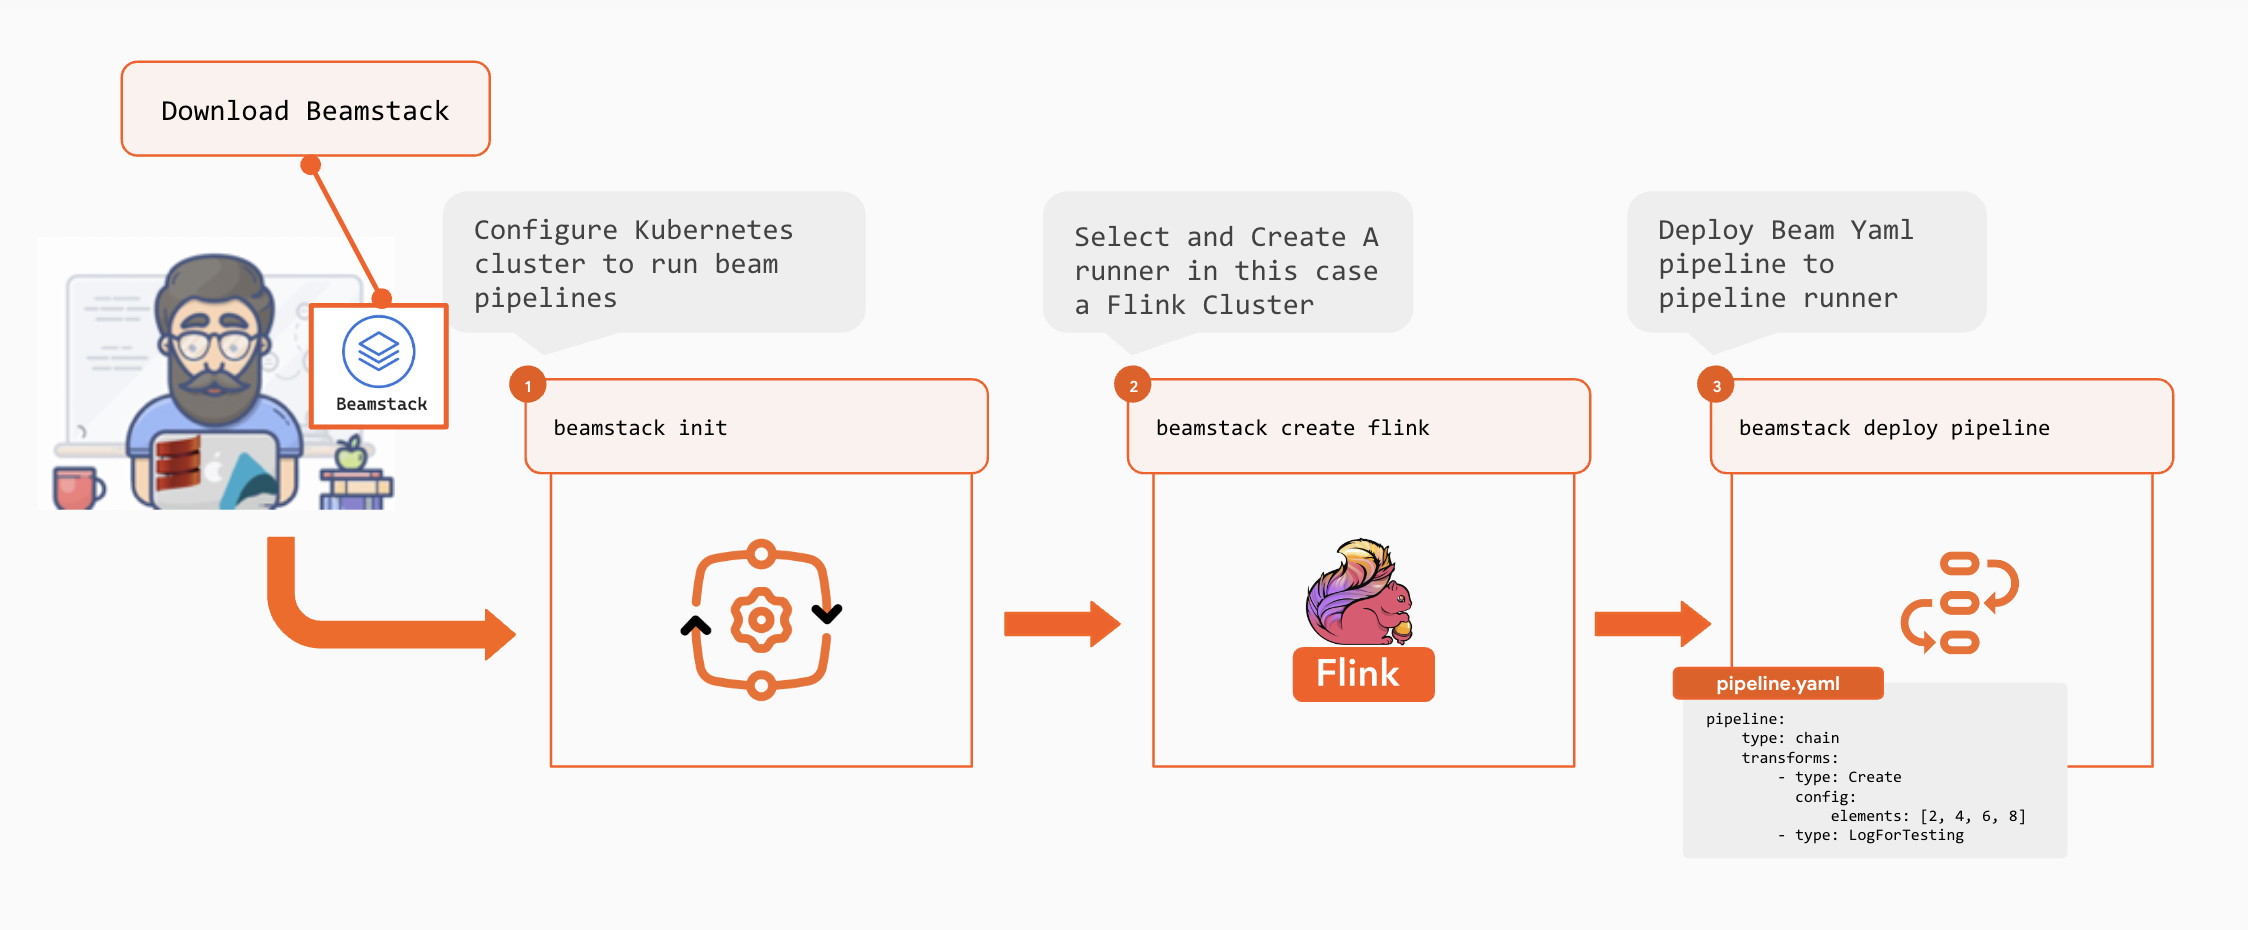 Download Beamstack
Beamstack
Configure Kubernetes
cluster to run beam
pipelines
1
beamstack init
Select and Create A
runner in this case
a Flink Cluster
2
beamstack create flink
Flink
Deploy Beam Yaml
pipeline to
pipeline runner
3
beamstack deploy pipeline
pipeline.yaml
pipeline:
    type: chain
    transforms:
        - type: Create
          config:
              elements: [2, 4, 6, 8]
        - type: LogForTesting